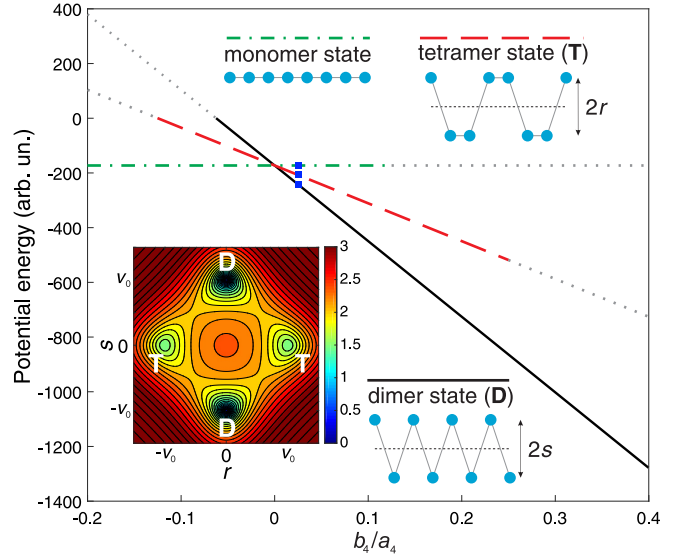 400
200
0
-200
-400
-600
-800
-1000
-1200
-1400
Potential energy (arb. un.)
-0.2
-0.1
0
0.1
0.2
0.3
0.4
b₄/a₄
monomer state
tetramer state (T)
2r
dimer state (D)
2s
D
T
T
D
v₀
0
-v₀
s
-v₀
0
v₀
r
3
2.5
2
1.5
1
0.5
0